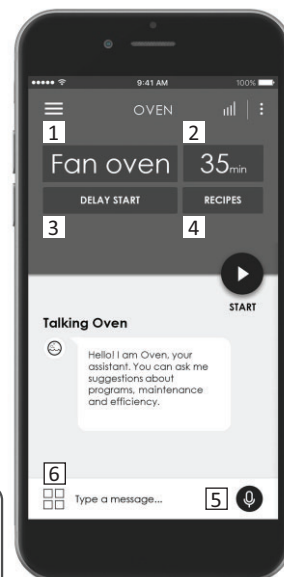 9:41 AM 100%
OVEN
1 2
Fan oven 35min
3 DELAY START 4 RECIPES
START
Talking Oven
Hello! I am Oven, your
assistant. You can ask me
suggestions about
programs, maintenance
and efficiency.
6
Type a message... 5